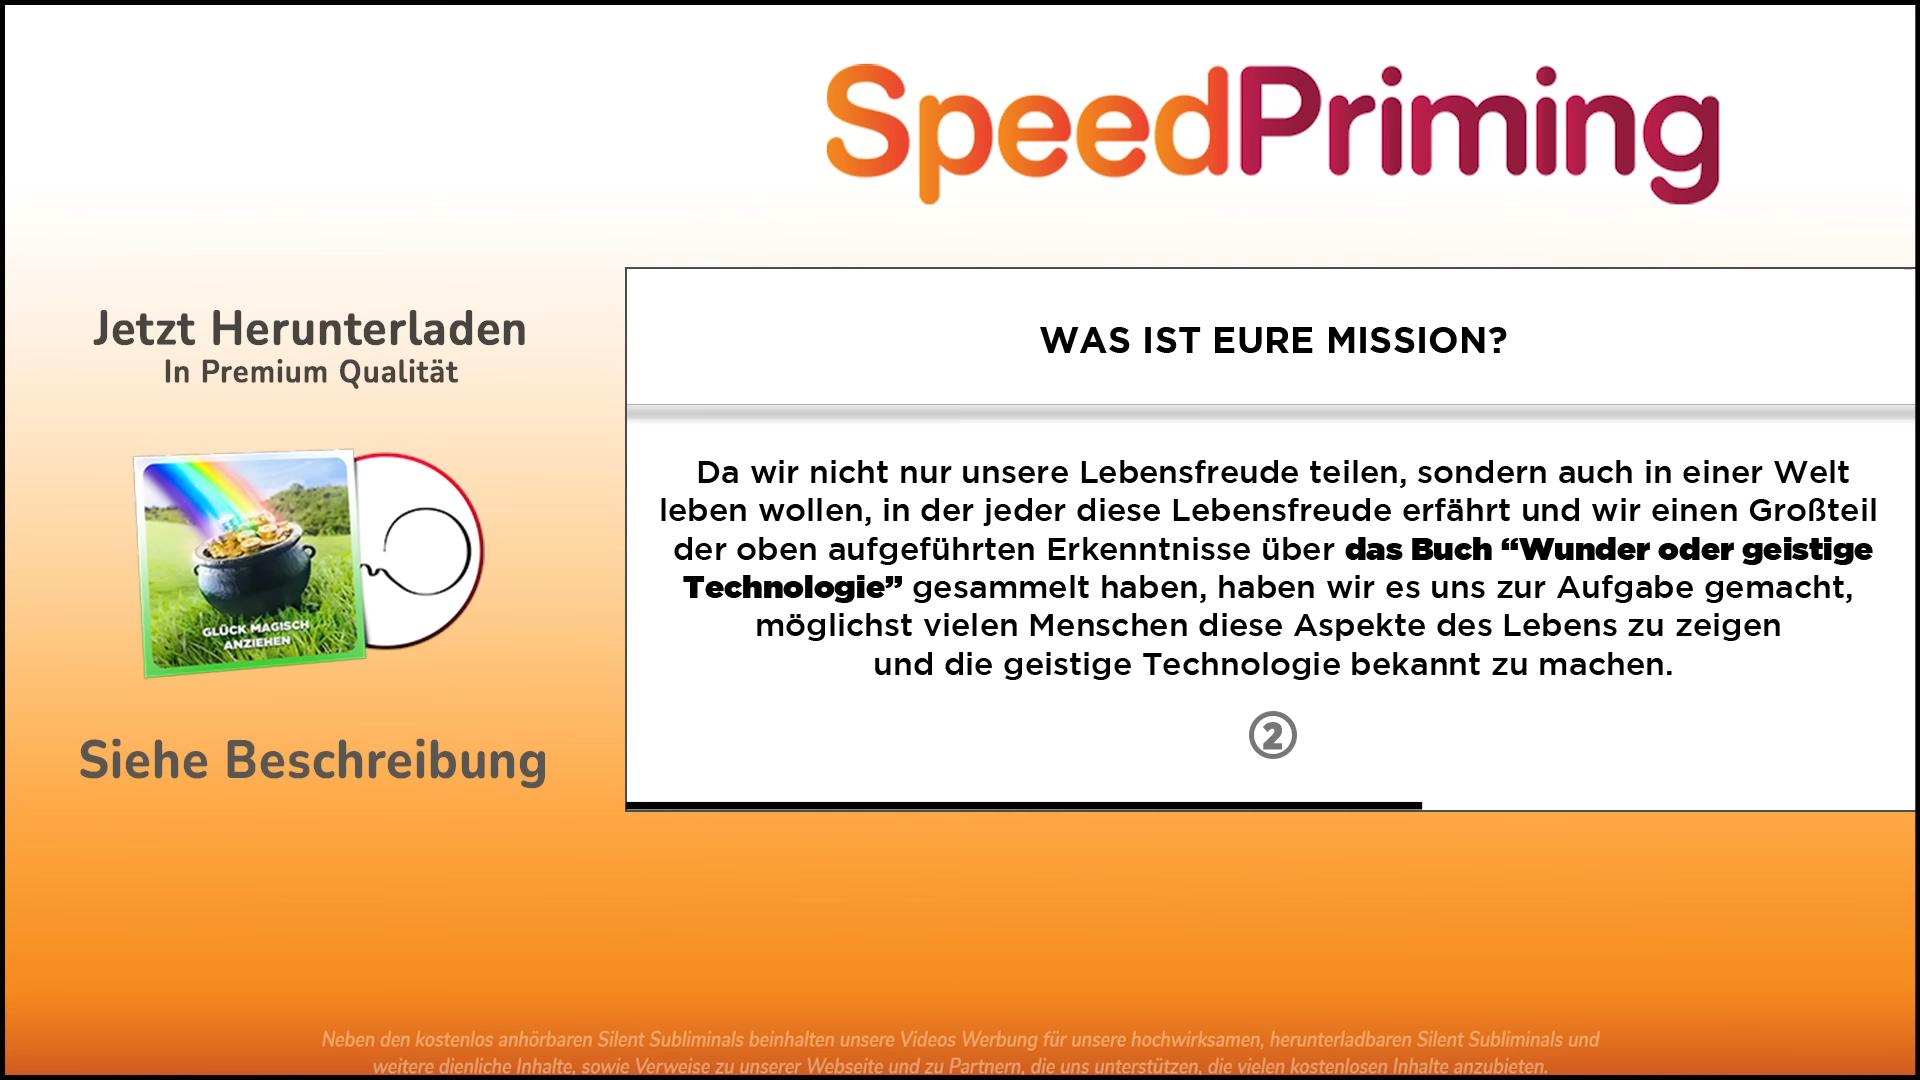 SpeedPriming
Jetzt Herunterladen
In Premium Qualität
GLÜCK MAGISCH
ANZIEHEN
Siehe Beschreibung
WAS IST EURE MISSION?
Da wir nicht nur unsere Lebensfreude teilen, sondern auch in einer Welt
leben wollen, in der jeder diese Lebensfreude erfährt und wir einen Großteil
der oben aufgeführten Erkenntnisse über das Buch “Wunder oder geistige
Technologie” gesammelt haben, haben wir es uns zur Aufgabe gemacht,
möglichst vielen Menschen diese Aspekte des Lebens zu zeigen
und die geistige Technologie bekannt zu machen.
2
Neben den kostenlos anhörbaren Silent Subliminals beinhalten unsere Videos Werbung für unsere hochwirksamen, herunterladbaren Silent Subliminals und
weitere dienliche Inhalte, sowie Verweise zu unserer Webseite und zu Partnern, die uns unterstützen, die vielen kostenlosen Inhalte anzubieten.